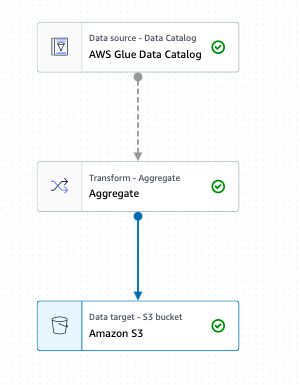 Data source - Data Catalog
AWS Glue Data Catalog
Transform - Aggregate
Aggregate
Data target - S3 bucket
Amazon S3